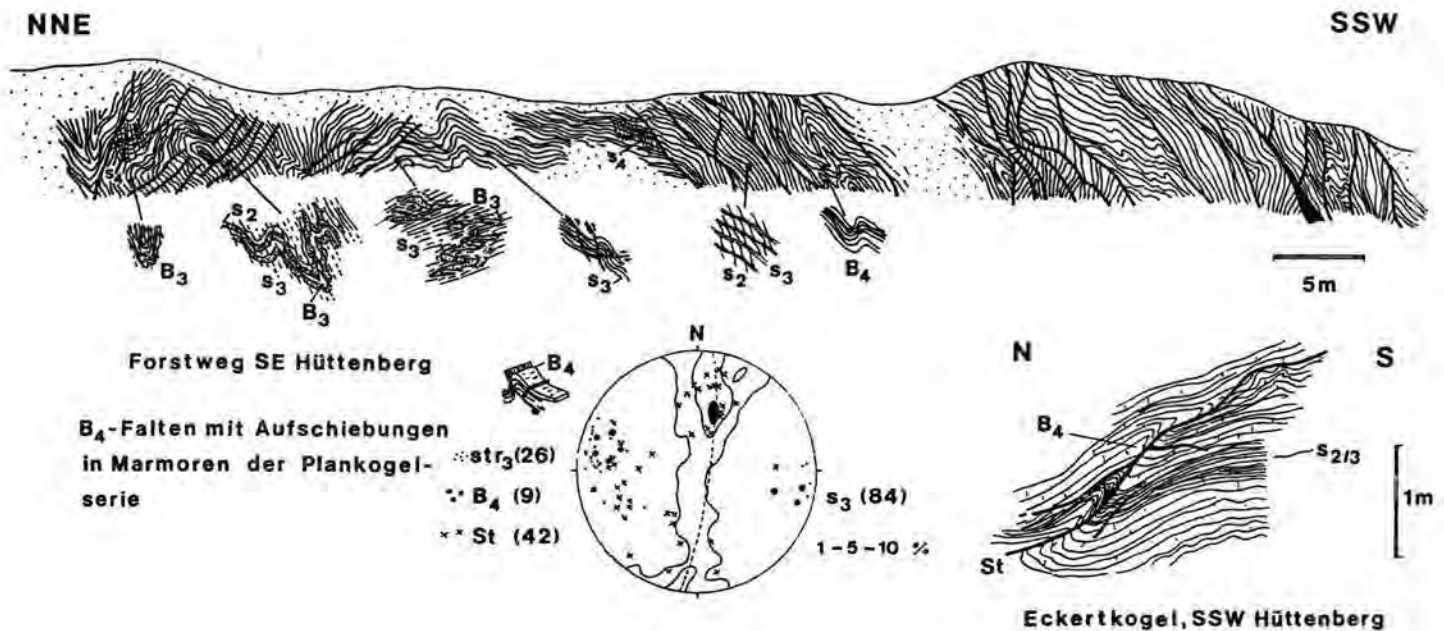 NNE
SSW
s4
s4
B3
s2
s3
B3
B3
s3
s3
s2
s3
B4
5m
Forstweg SE Hüttenberg
B4-Falten mit Aufschiebungen
in Marmoren der Plankogel-
serie
B4
str3(26)
B4 (9)
St (42)
N
s3 (84)
1-5-10 %
N
S
B4
s2/3
1m
St
Eckertkogel, SSW Hüttenberg